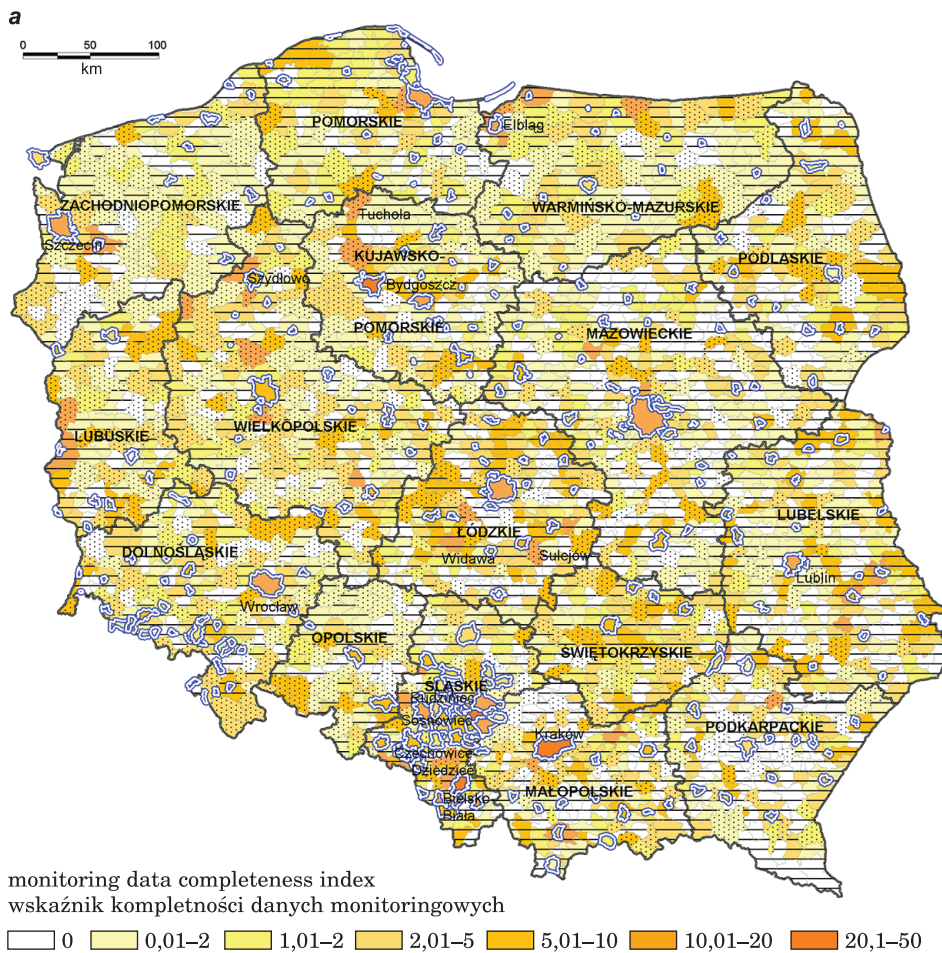 a
0 50 100
km
POMORSKIE
Elbląg
ZACHODNIOPOMORSKIE
WARMIŃSKO-MAZURSKIE
Tuchola
Szczecin
KUJAWSKO-
PODLASKIE
Szydłowo
Bydgoszcz
POMORSKIE
MAZOWIECKIE
WIELKOPOLSKIE
LUBUSKIE
LUBELSKIE
ŁÓDZKIE
DOLNOŚLĄSKIE
Widawa
Sulejów
Lublin
Wrocław
OPOLSKIE
ŚWIĘTOKRZYSKIE
ŚLĄSKIE
Rudziniec
Sosnowiec
PODKARPACKIE
Kraków
Czechowice-
Dziedzice
MAŁOPOLSKIE
Bielsko-
Biała
monitoring data completeness index
wskaźnik kompletności danych monitoringowych
0 0,01–2 1,01–2 2,01–5 5,01–10 10,01–20 20,1–50